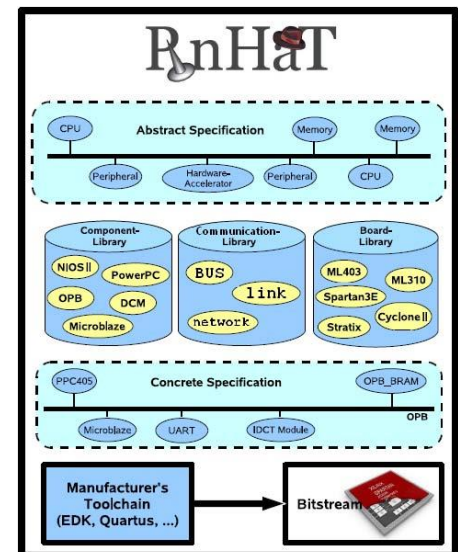 PinHaT
CPU
Abstract Specification
Memory
Memory
Peripheral
Hardware-
Accelerator
Peripheral
CPU
Component-
Library
NIOS II
PowerPC
OPB
DCM
Microblaze
Communication-
Library
BUS
link
network
Board-
Library
ML403
ML310
Spartan3E
Cyclone II
Stratix
PPC405
Concrete Specification
OPB_BRAM
OPB
Microblaze
UART
IDCT Module
Manufacturer's
Toolchain
(EDK, Quartus, ...)
Bitstream